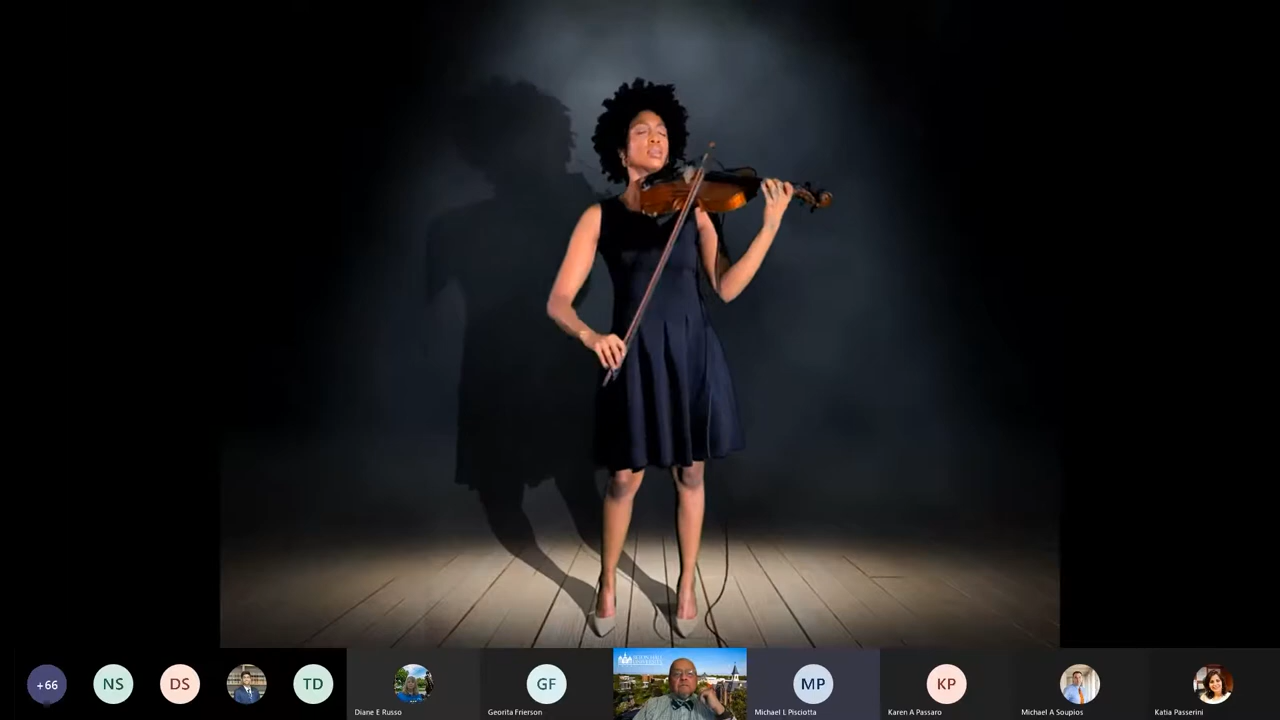 +66
NS
DS
TD
Diane E Russo
GF
Georita Frierson
MP
Michael L Pisciotta
KP
Karen A Passaro
Michael A Soupios
Katia Passerini